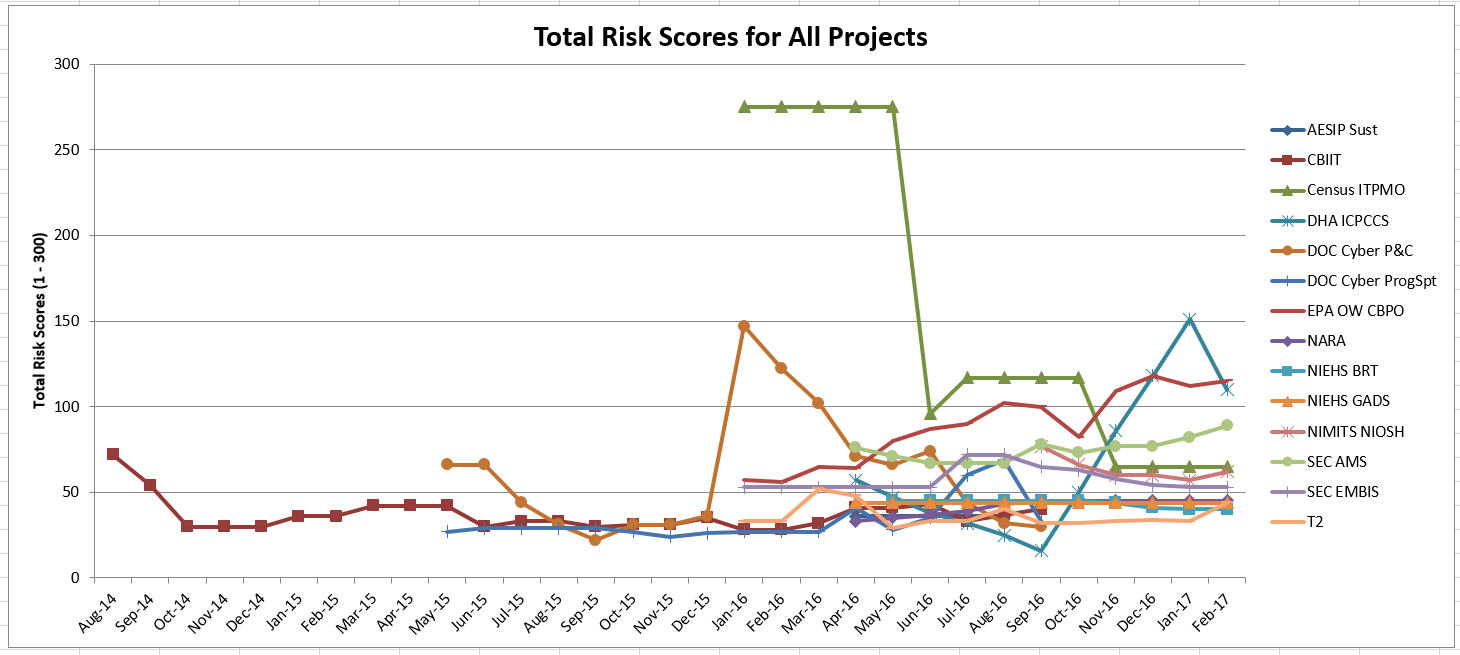 Total Risk Scores for All Projects
300
250
200
150
100
50
0
Total Risk Scores (1 - 300)
Aug-14
Sep-14
Oct-14
Nov-14
Dec-14
Jan-15
Feb-15
Mar-15
Apr-15
May-15
Jun-15
Jul-15
Aug-15
Sep-15
Oct-15
Nov-15
Dec-15
Jan-16
Feb-16
Mar-16
Apr-16
May-16
Jun-16
Jul-16
Aug-16
Sep-16
Oct-16
Nov-16
Dec-16
Jan-17
Feb-17
AESIP Sust
CBIIT
Census ITPMO
DHA ICPCCS
DOC Cyber P&C
DOC Cyber ProgSpt
EPA OW CBPO
NARA
NIEHS BRT
NIEHS GADS
NIMITS NIOSH
SEC AMS
SEC EMBIS
T2